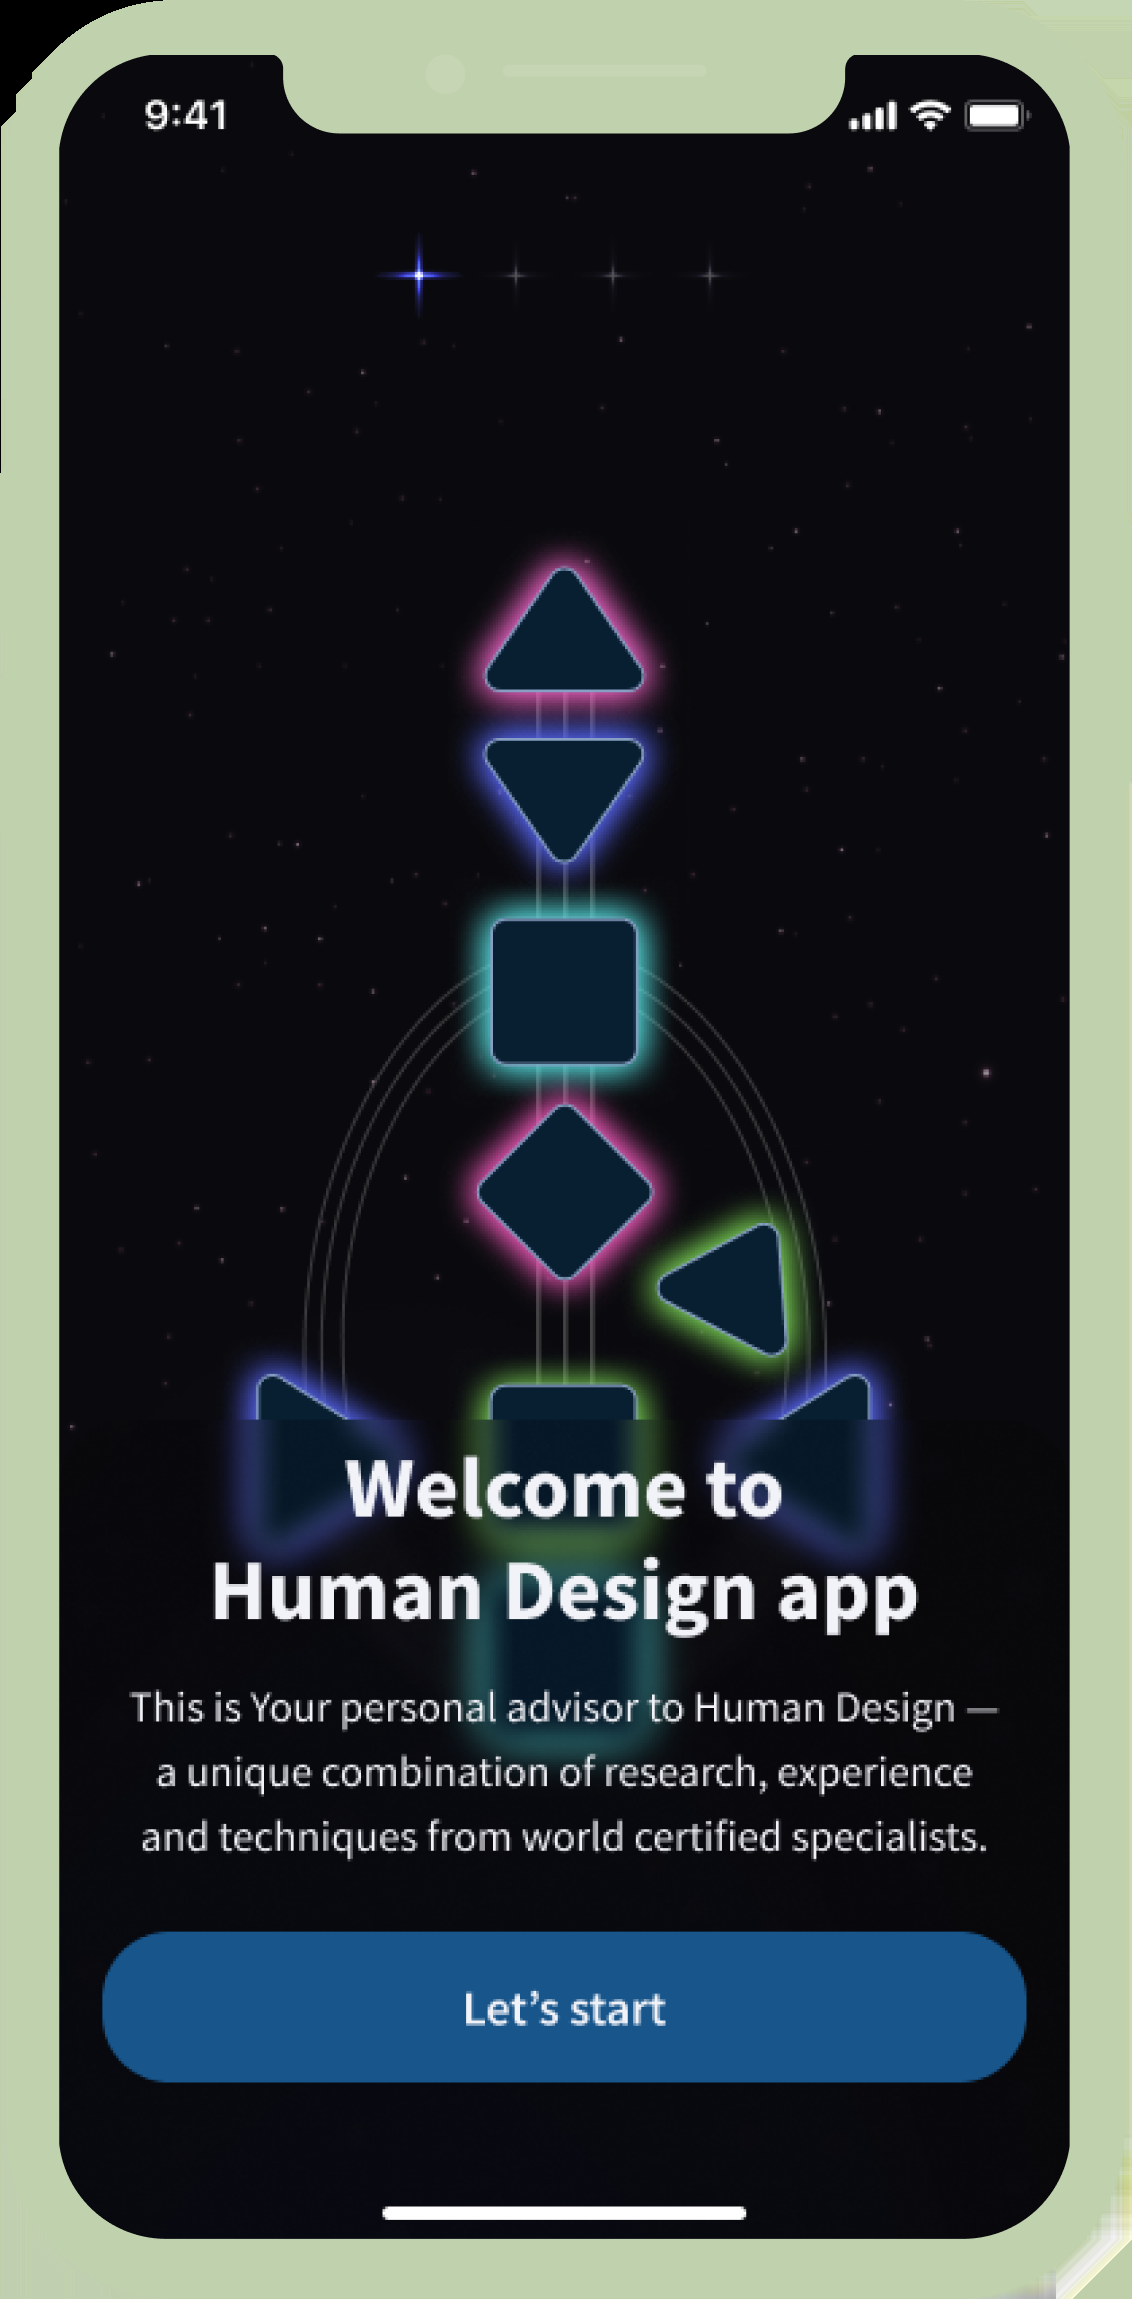 9:41
Welcome to
Human Design app
This is Your personal advisor to Human Design —
a unique combination of research, experience
and techniques from world certified specialists.
Let’s start